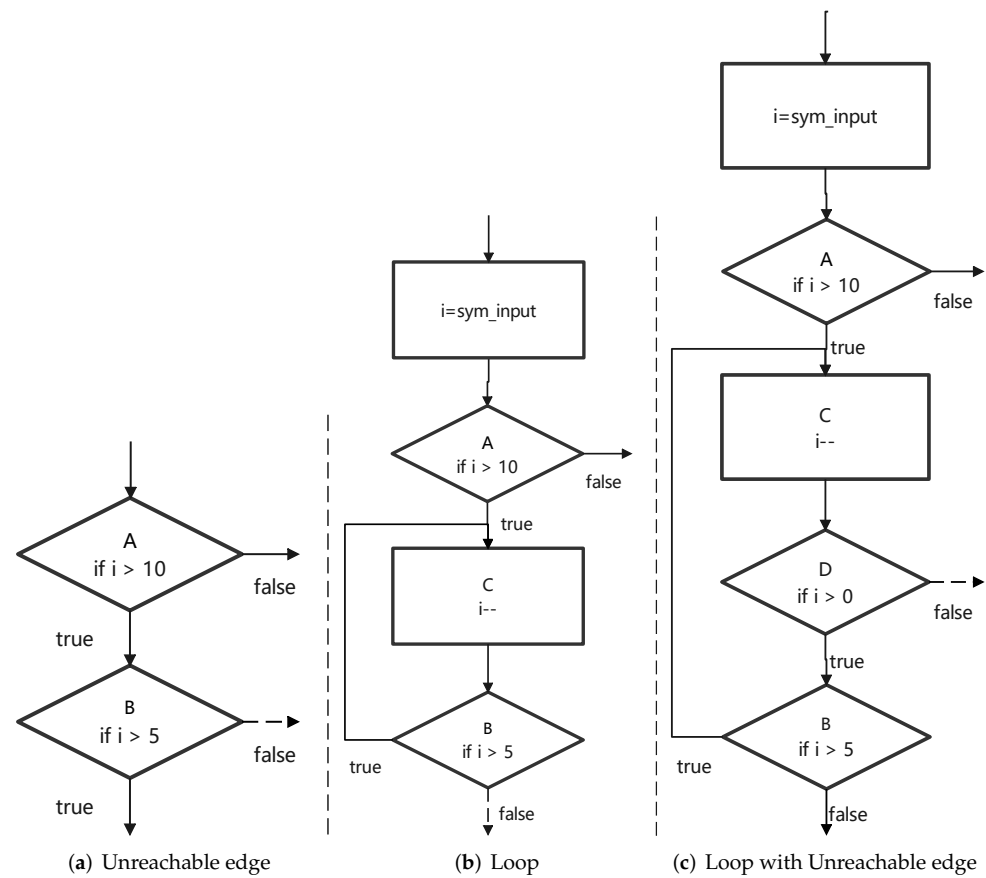 A
if i > 10
false
true
B
if i > 5
false
true
(a) Unreachable edge
i=sym_input
A
if i > 10
false
true
C
i--
B
if i > 5
true
false
(b) Loop
i=sym_input
A
if i > 10
false
true
C
i--
D
if i > 0
false
true
B
if i > 5
true
false
(c) Loop with Unreachable edge